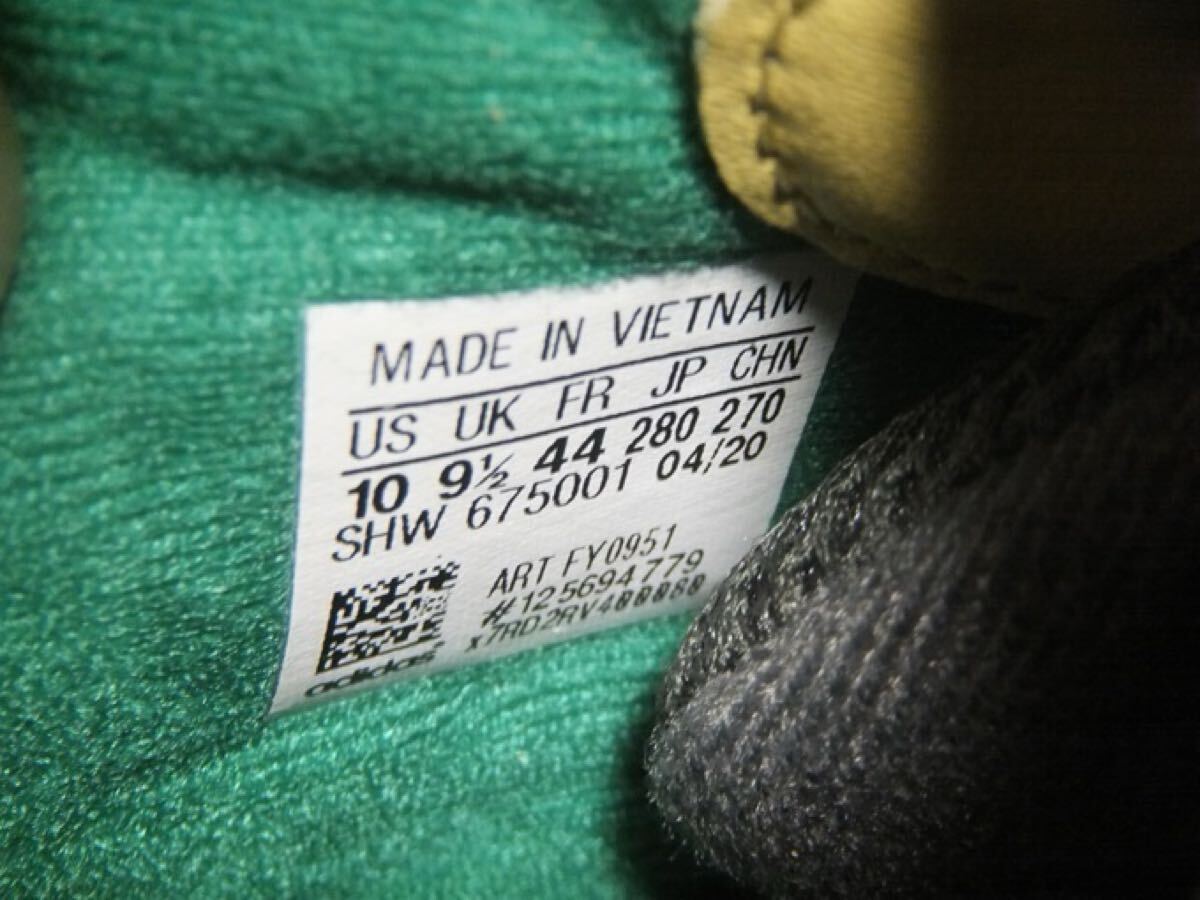 MADE IN VIETNAM
US UK FR JP CHN
10 9½ 44 280 270
SHW 675001 04/20
ART FY0951
#125694779
x7RD2RV400080
adidas